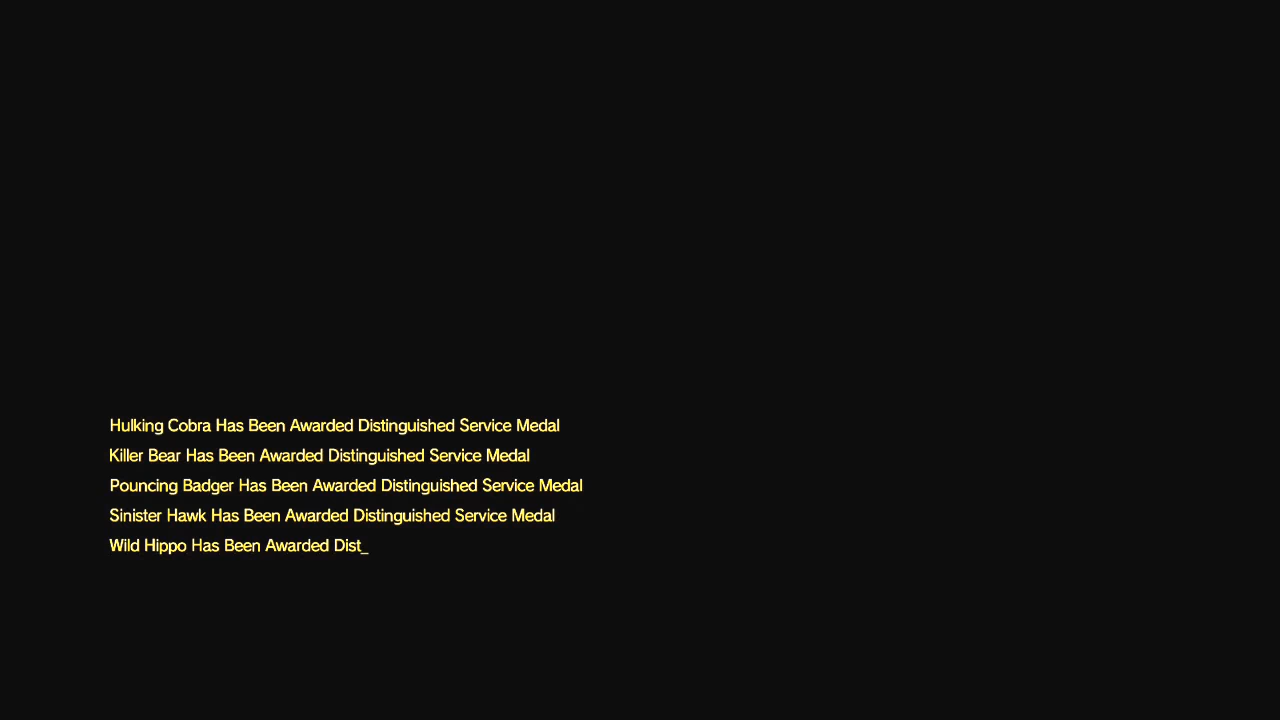 Hulking Cobra Has Been Awarded Distinguished Service Medal
Killer Bear Has Been Awarded Distinguished Service Medal
Pouncing Badger Has Been Awarded Distinguished Service Medal
Sinister Hawk Has Been Awarded Distinguished Service Medal
Wild Hippo Has Been Awarded Dist_